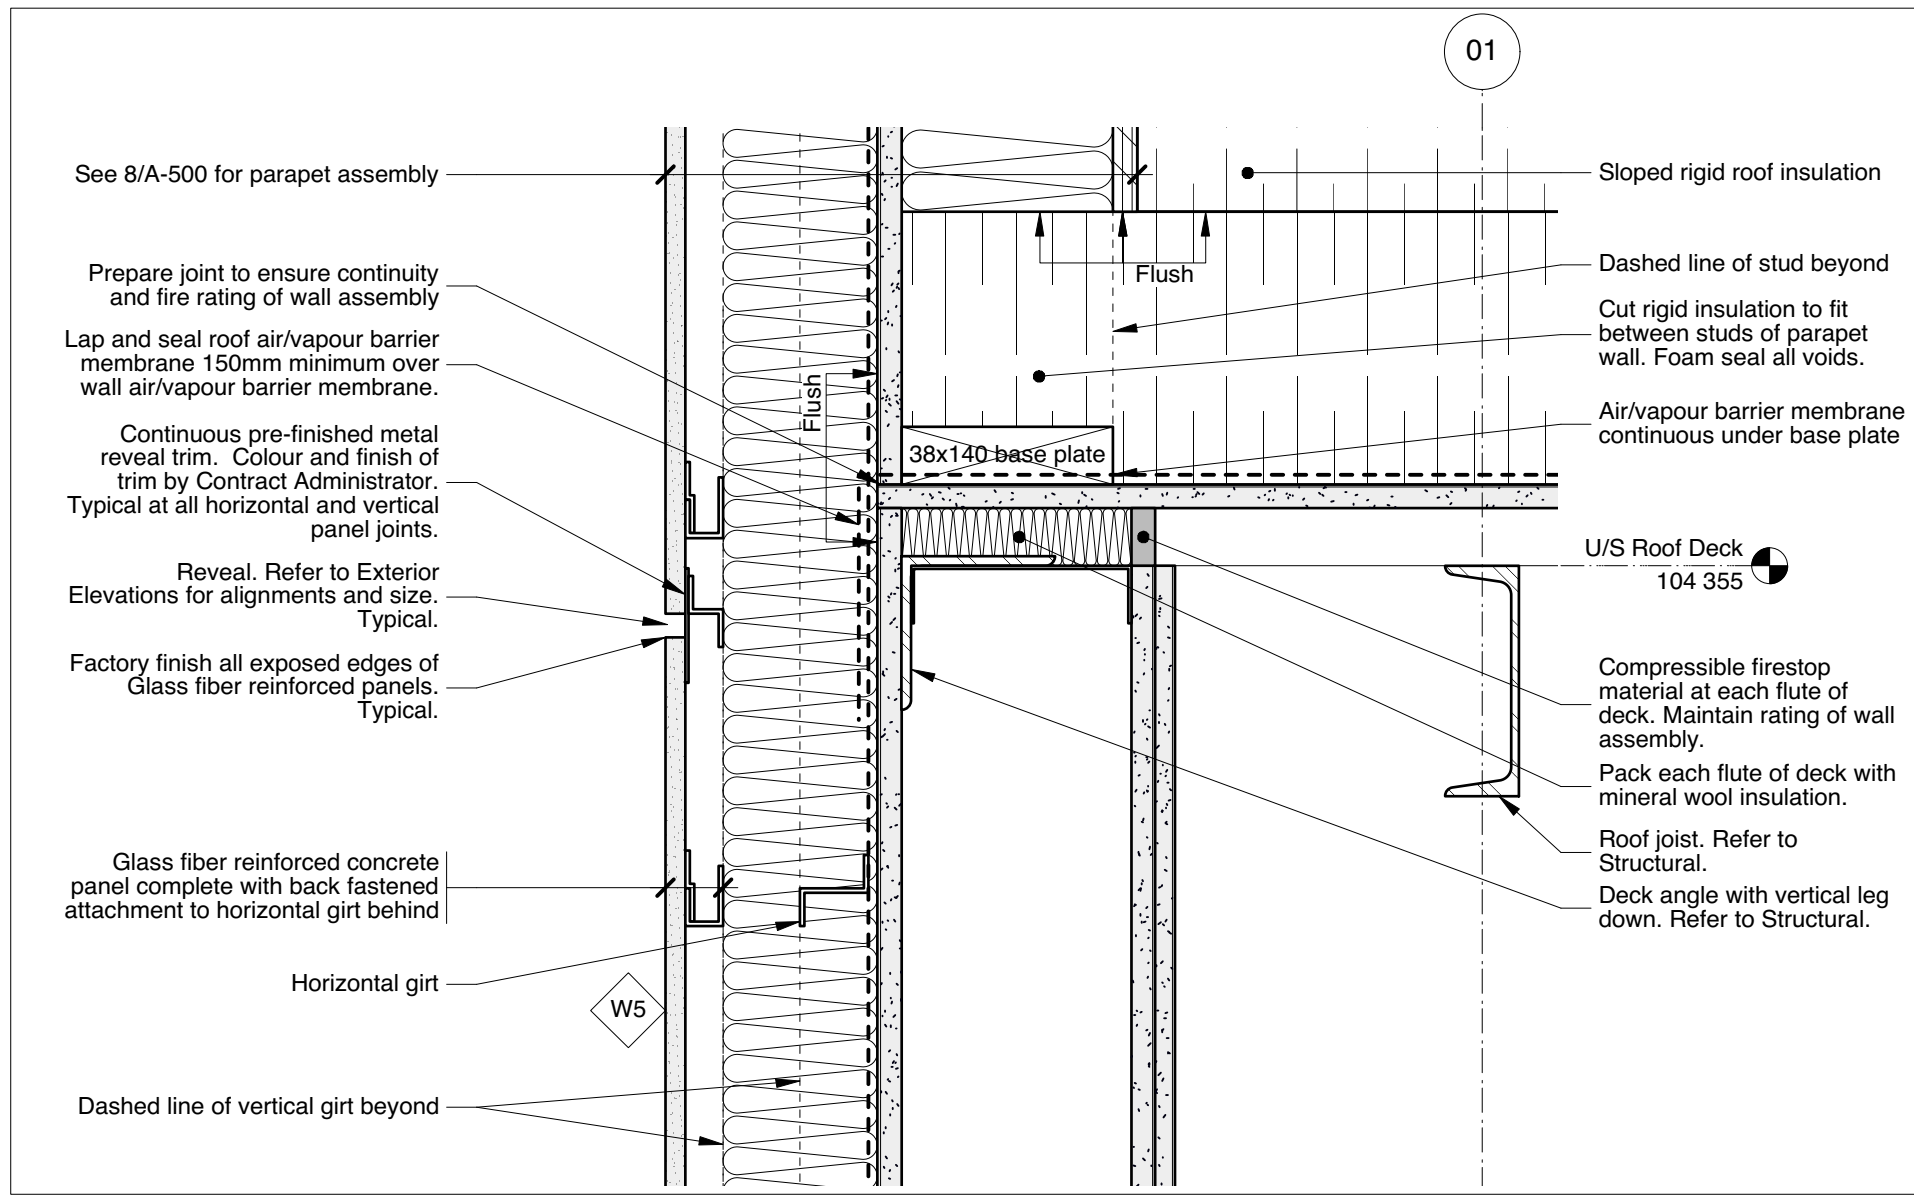 01
See 8/A-500 for parapet assembly
Prepare joint to ensure continuity
and fire rating of wall assembly
Lap and seal roof air/vapour barrier
membrane 150mm minimum over
wall air/vapour barrier membrane.
Continuous pre-finished metal
reveal trim.  Colour and finish of
trim by Contract Administrator.
Typical at all horizontal and vertical
panel joints.
Reveal. Refer to Exterior
Elevations for alignments and size.
Typical.
Factory finish all exposed edges of
Glass fiber reinforced panels.
Typical.
Glass fiber reinforced concrete
panel complete with back fastened
attachment to horizontal girt behind
Horizontal girt
W5
Dashed line of vertical girt beyond
Flush
Flush
38x140 base plate
Sloped rigid roof insulation
Dashed line of stud beyond
Cut rigid insulation to fit
between studs of parapet
wall. Foam seal all voids.
Air/vapour barrier membrane
continuous under base plate
U/S Roof Deck
104 355
Compressible firestop
material at each flute of
deck. Maintain rating of wall
assembly.
Pack each flute of deck with
mineral wool insulation.
Roof joist. Refer to
Structural.
Deck angle with vertical leg
down. Refer to Structural.